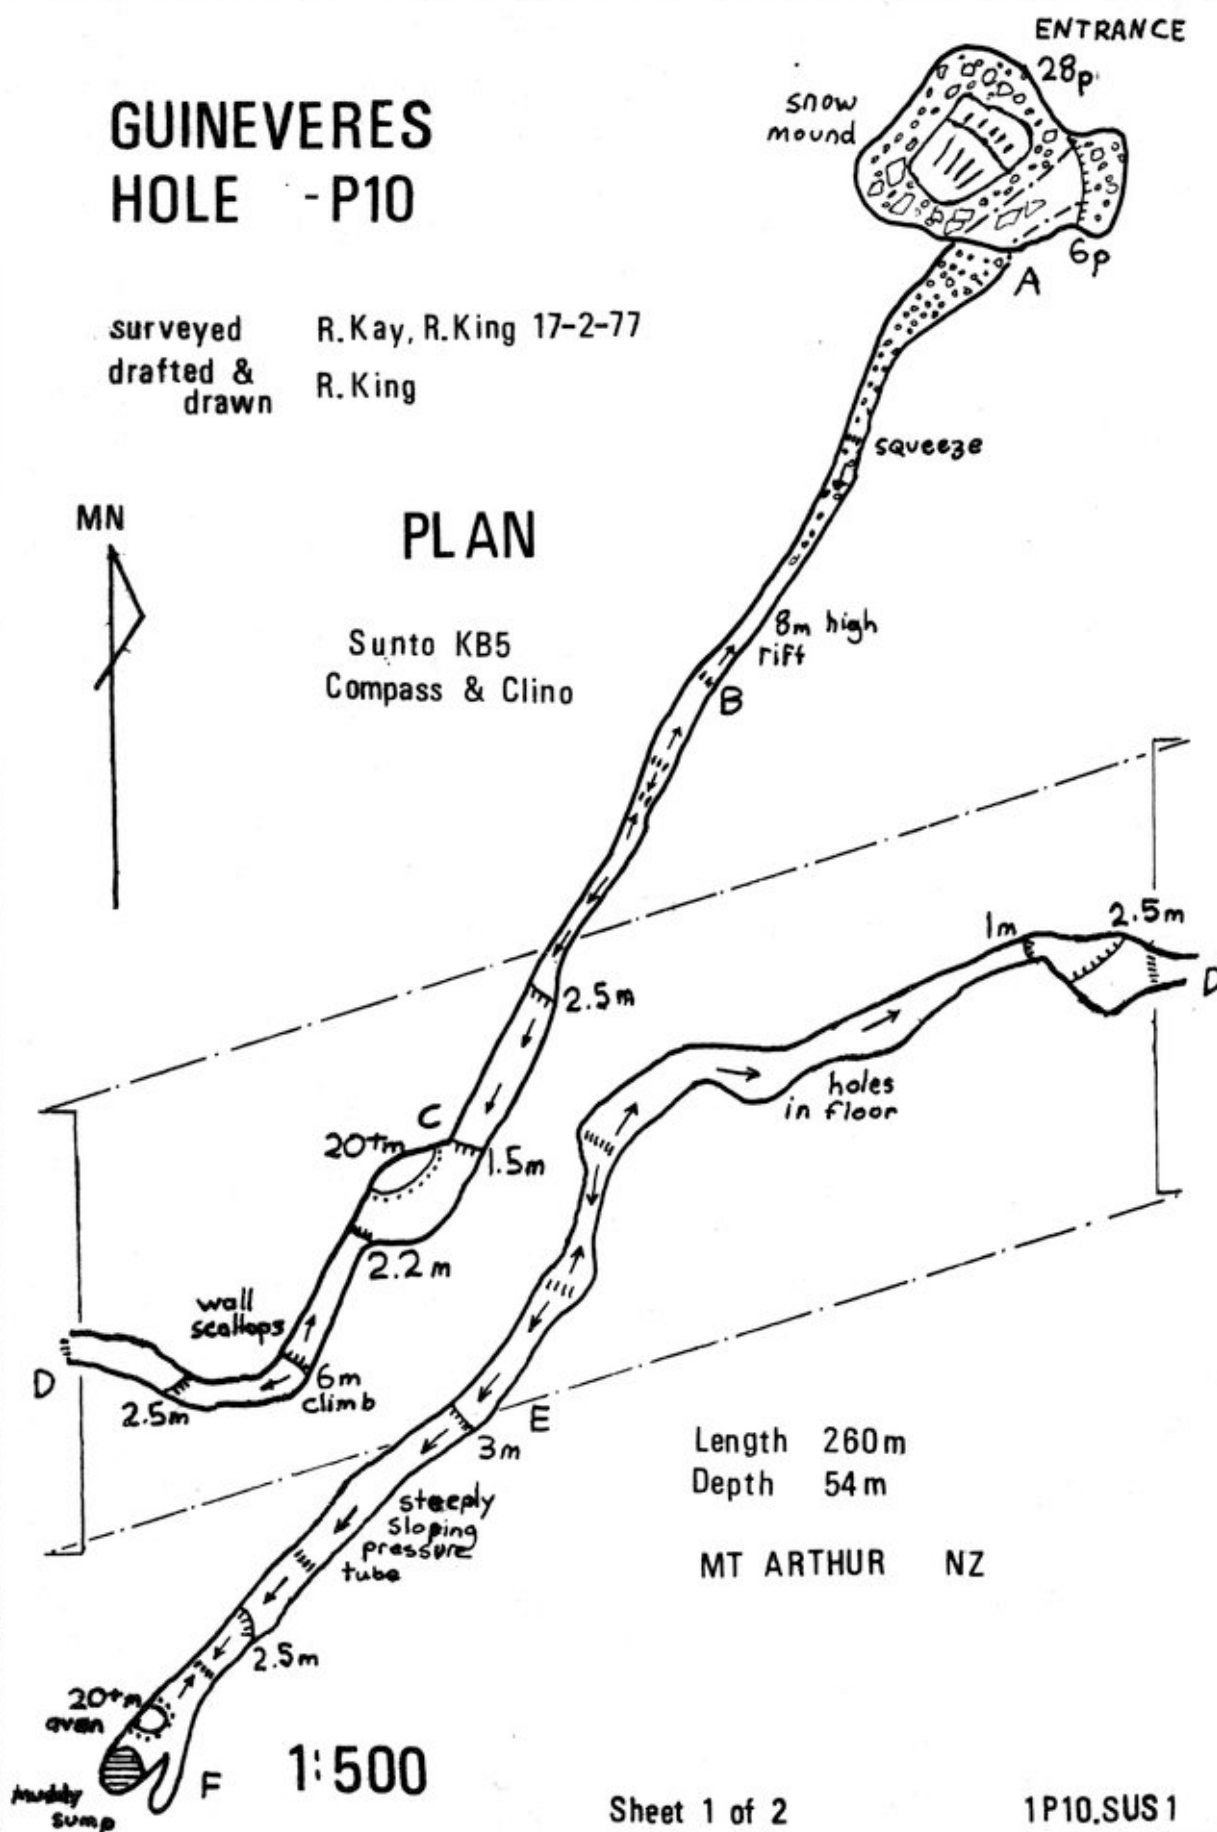 ENTRANCE
28p
snow
mound
GUINEVERES
HOLE -P10
6p
A
surveyed R.Kay, R.King 17-2-77
drafted &
drawn R.King
squeeze
MN
PLAN
8m high
rift
Sunto KB5
Compass & Clino
B
1m
2.5m
D
2.5m
holes
in floor
C
20+m
1.5m
2.2m
wall
scallops
D
6m
climb
2.5m
E
3m
Length 260m
Depth 54m
steeply
sloping
pressure
tube
MT ARTHUR NZ
2.5m
20+m
aven
F
1:500
muddy
sump
Sheet 1 of 2
1P10.SUS1